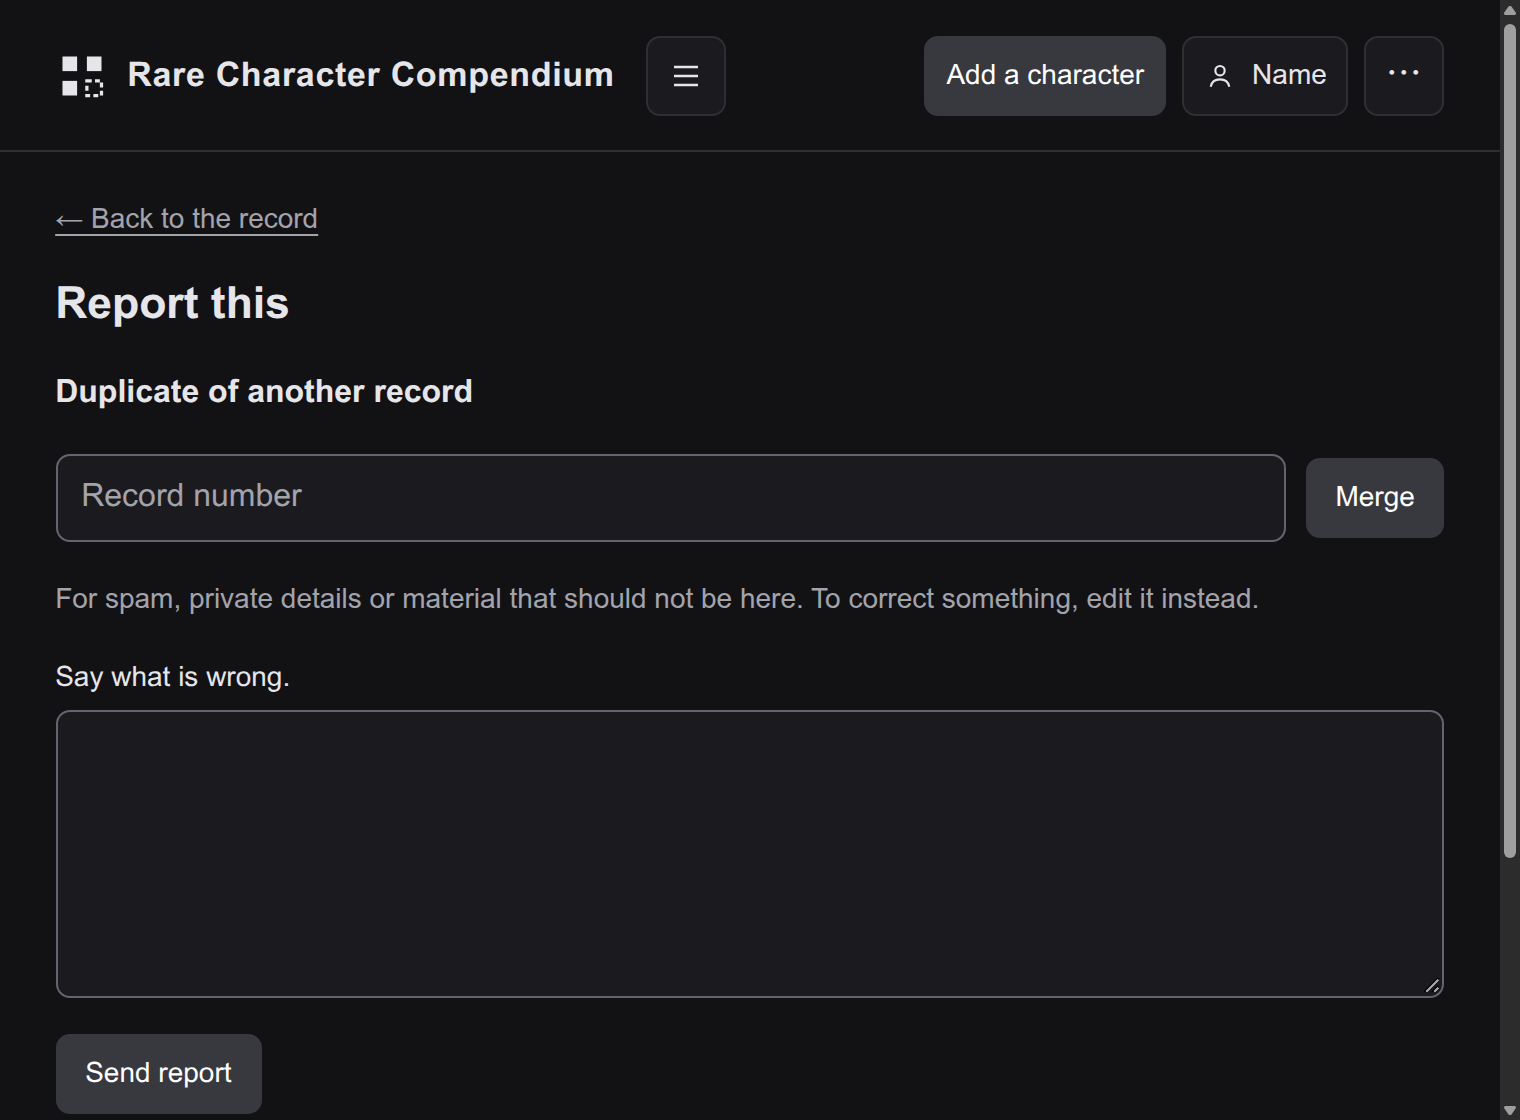 Rare Character Compendium
Add a character
Name
...
← Back to the record
Report this
Duplicate of another record
Record number
Merge
For spam, private details or material that should not be here. To correct something, edit it instead.
Say what is wrong.
Send report